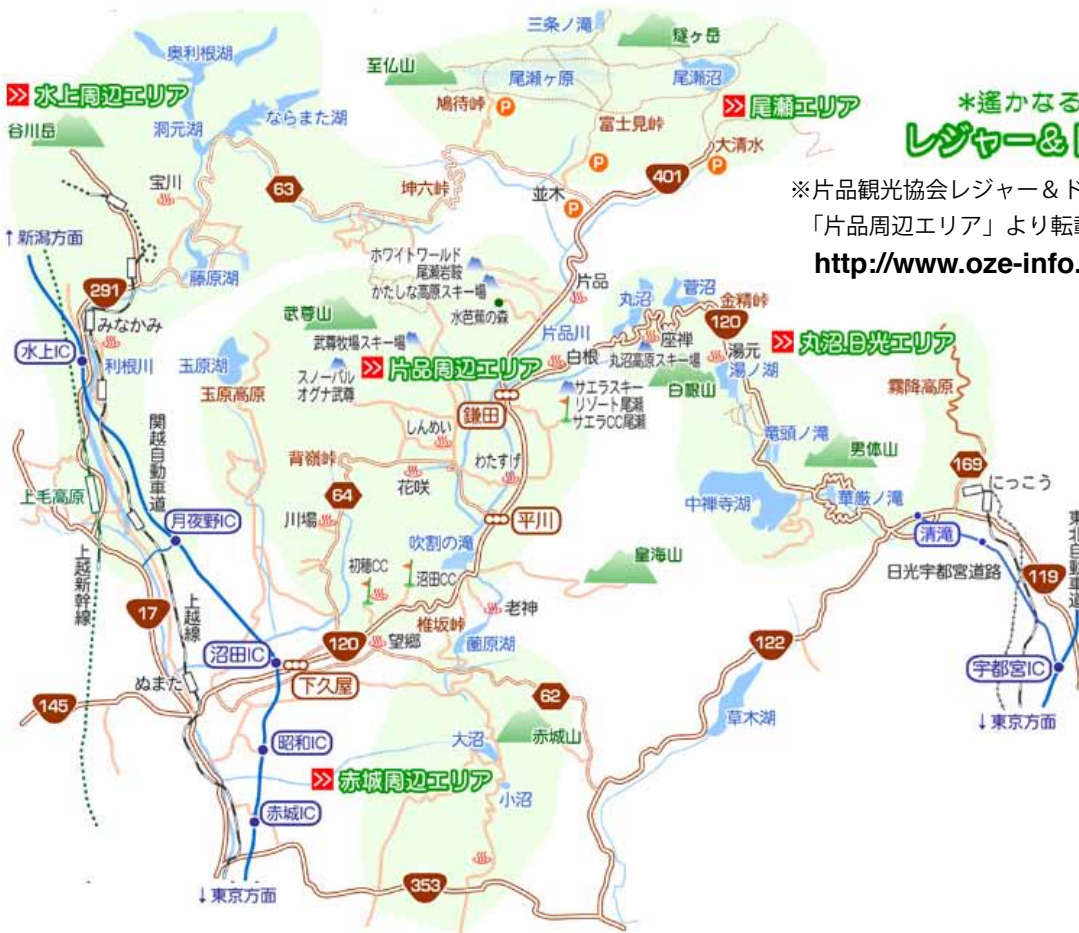 三条ノ滝
燧ヶ岳
奥利根湖
至仏山
尾瀬ヶ原
尾瀬沼
水上周辺エリア
尾瀬エリア
*遙かなる
レジャー&
谷川岳
洞元湖
ならまた湖
鳩待峠
P
富士見峠
大清水
P
P
401
宝川
63
坤六峠
並木
P
※片品観光協会レジャー&ド
「片品周辺エリア」より転載
http://www.oze-info.
↑新潟方面
藤原湖
ホワイトワールド
尾瀬岩鞍
かたしな高原スキー場
水芭蕉の森
片品
丸沼
菅沼
金精峠
291
みなかみ
武尊山
武尊牧場スキー場
片品川
座禅
120
水上IC
利根川
玉原湖
片品周辺エリア
白根
丸沼高原スキー場
湯元
湯ノ湖
丸沼.日光エリア
スノーパル
オグナ武尊
玉原高原
鎌田
サエラスキー
リゾート尾瀬
サエラCC尾瀬
白根山
霧降高原
関越自動車道
しんめい
わたすげ
竜頭ノ滝
男体山
背嶺峠
花咲
64
169
にっこう
上毛高原
川場
平川
中禅寺湖
華厳ノ滝
月夜野IC
吹割の滝
清滝
東北自動車道
上越新幹線
初穂CC
沼田CC
皇海山
日光宇都宮道路
119
17
上越線
椎坂峠
老神
120
望郷
薗原湖
122
沼田IC
下久屋
宇都宮IC
ぬまた
62
145
草木湖
↓東京方面
昭和IC
大沼
赤城山
赤城周辺エリア
小沼
赤城IC
353
↓東京方面